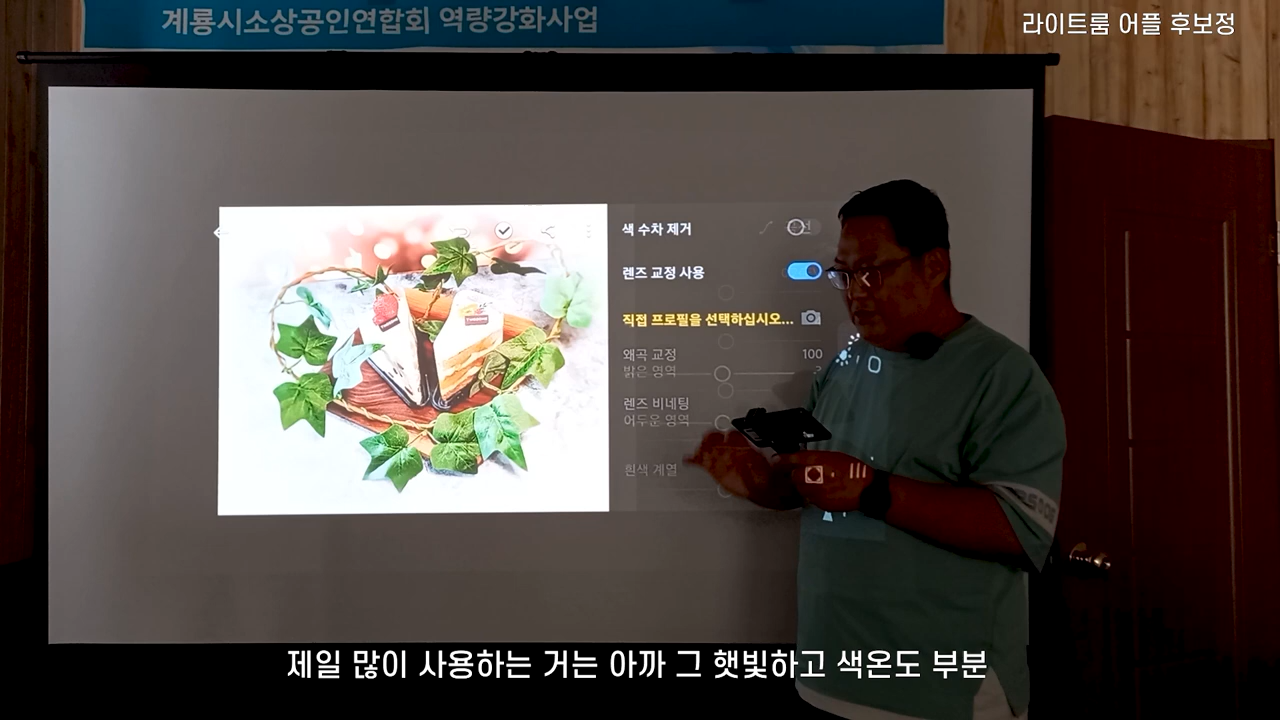 계룡시소상공인연합회 역량강화사업
라이트룸 어플 후보정
색 수차 제거
렌즈 교정 사용
직접 프로필을 선택하십시오...
왜곡 교정 100
밝은 영역
렌즈 비네팅
어두운 영역
흰색 계열
제일 많이 사용하는 거는 아까 그 햇빛하고 색온도 부분